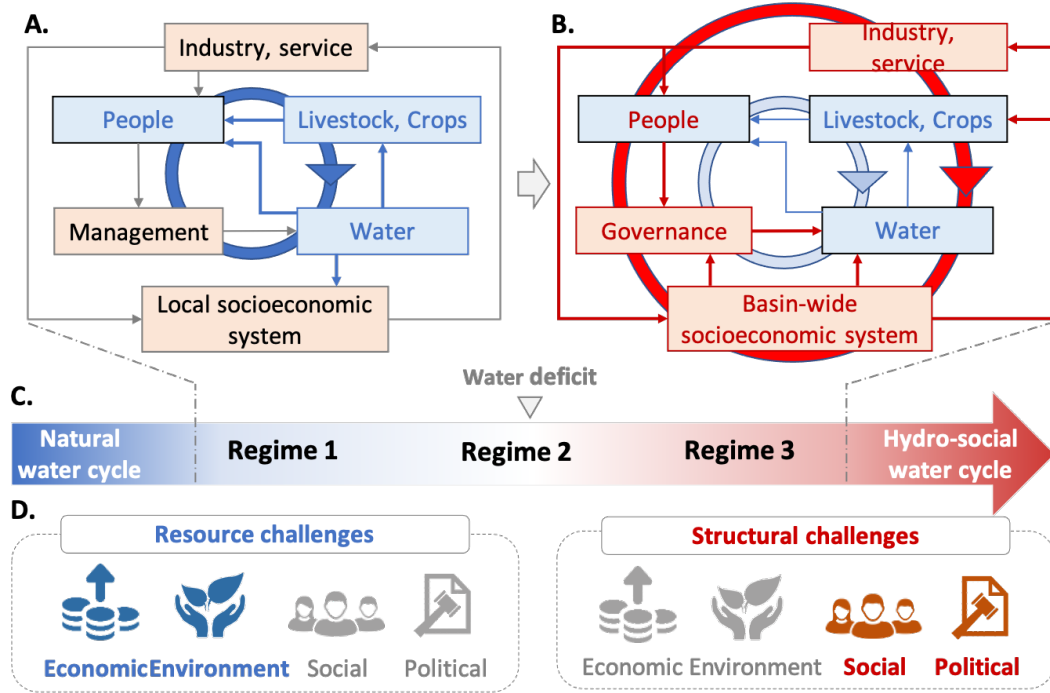 A.
Industry, service
People
Livestock, Crops
Management
Water
Local socioeconomic
system
B.
Industry,
service
People
Livestock, Crops
Governance
Water
Basin-wide
socioeconomic system
Water deficit
C.
Natural
water cycle
Regime 1
Regime 2
Regime 3
Hydro-social
water cycle
D.
Resource challenges
Economic
Environment
Social
Political
Structural challenges
Economic
Environment
Social
Political